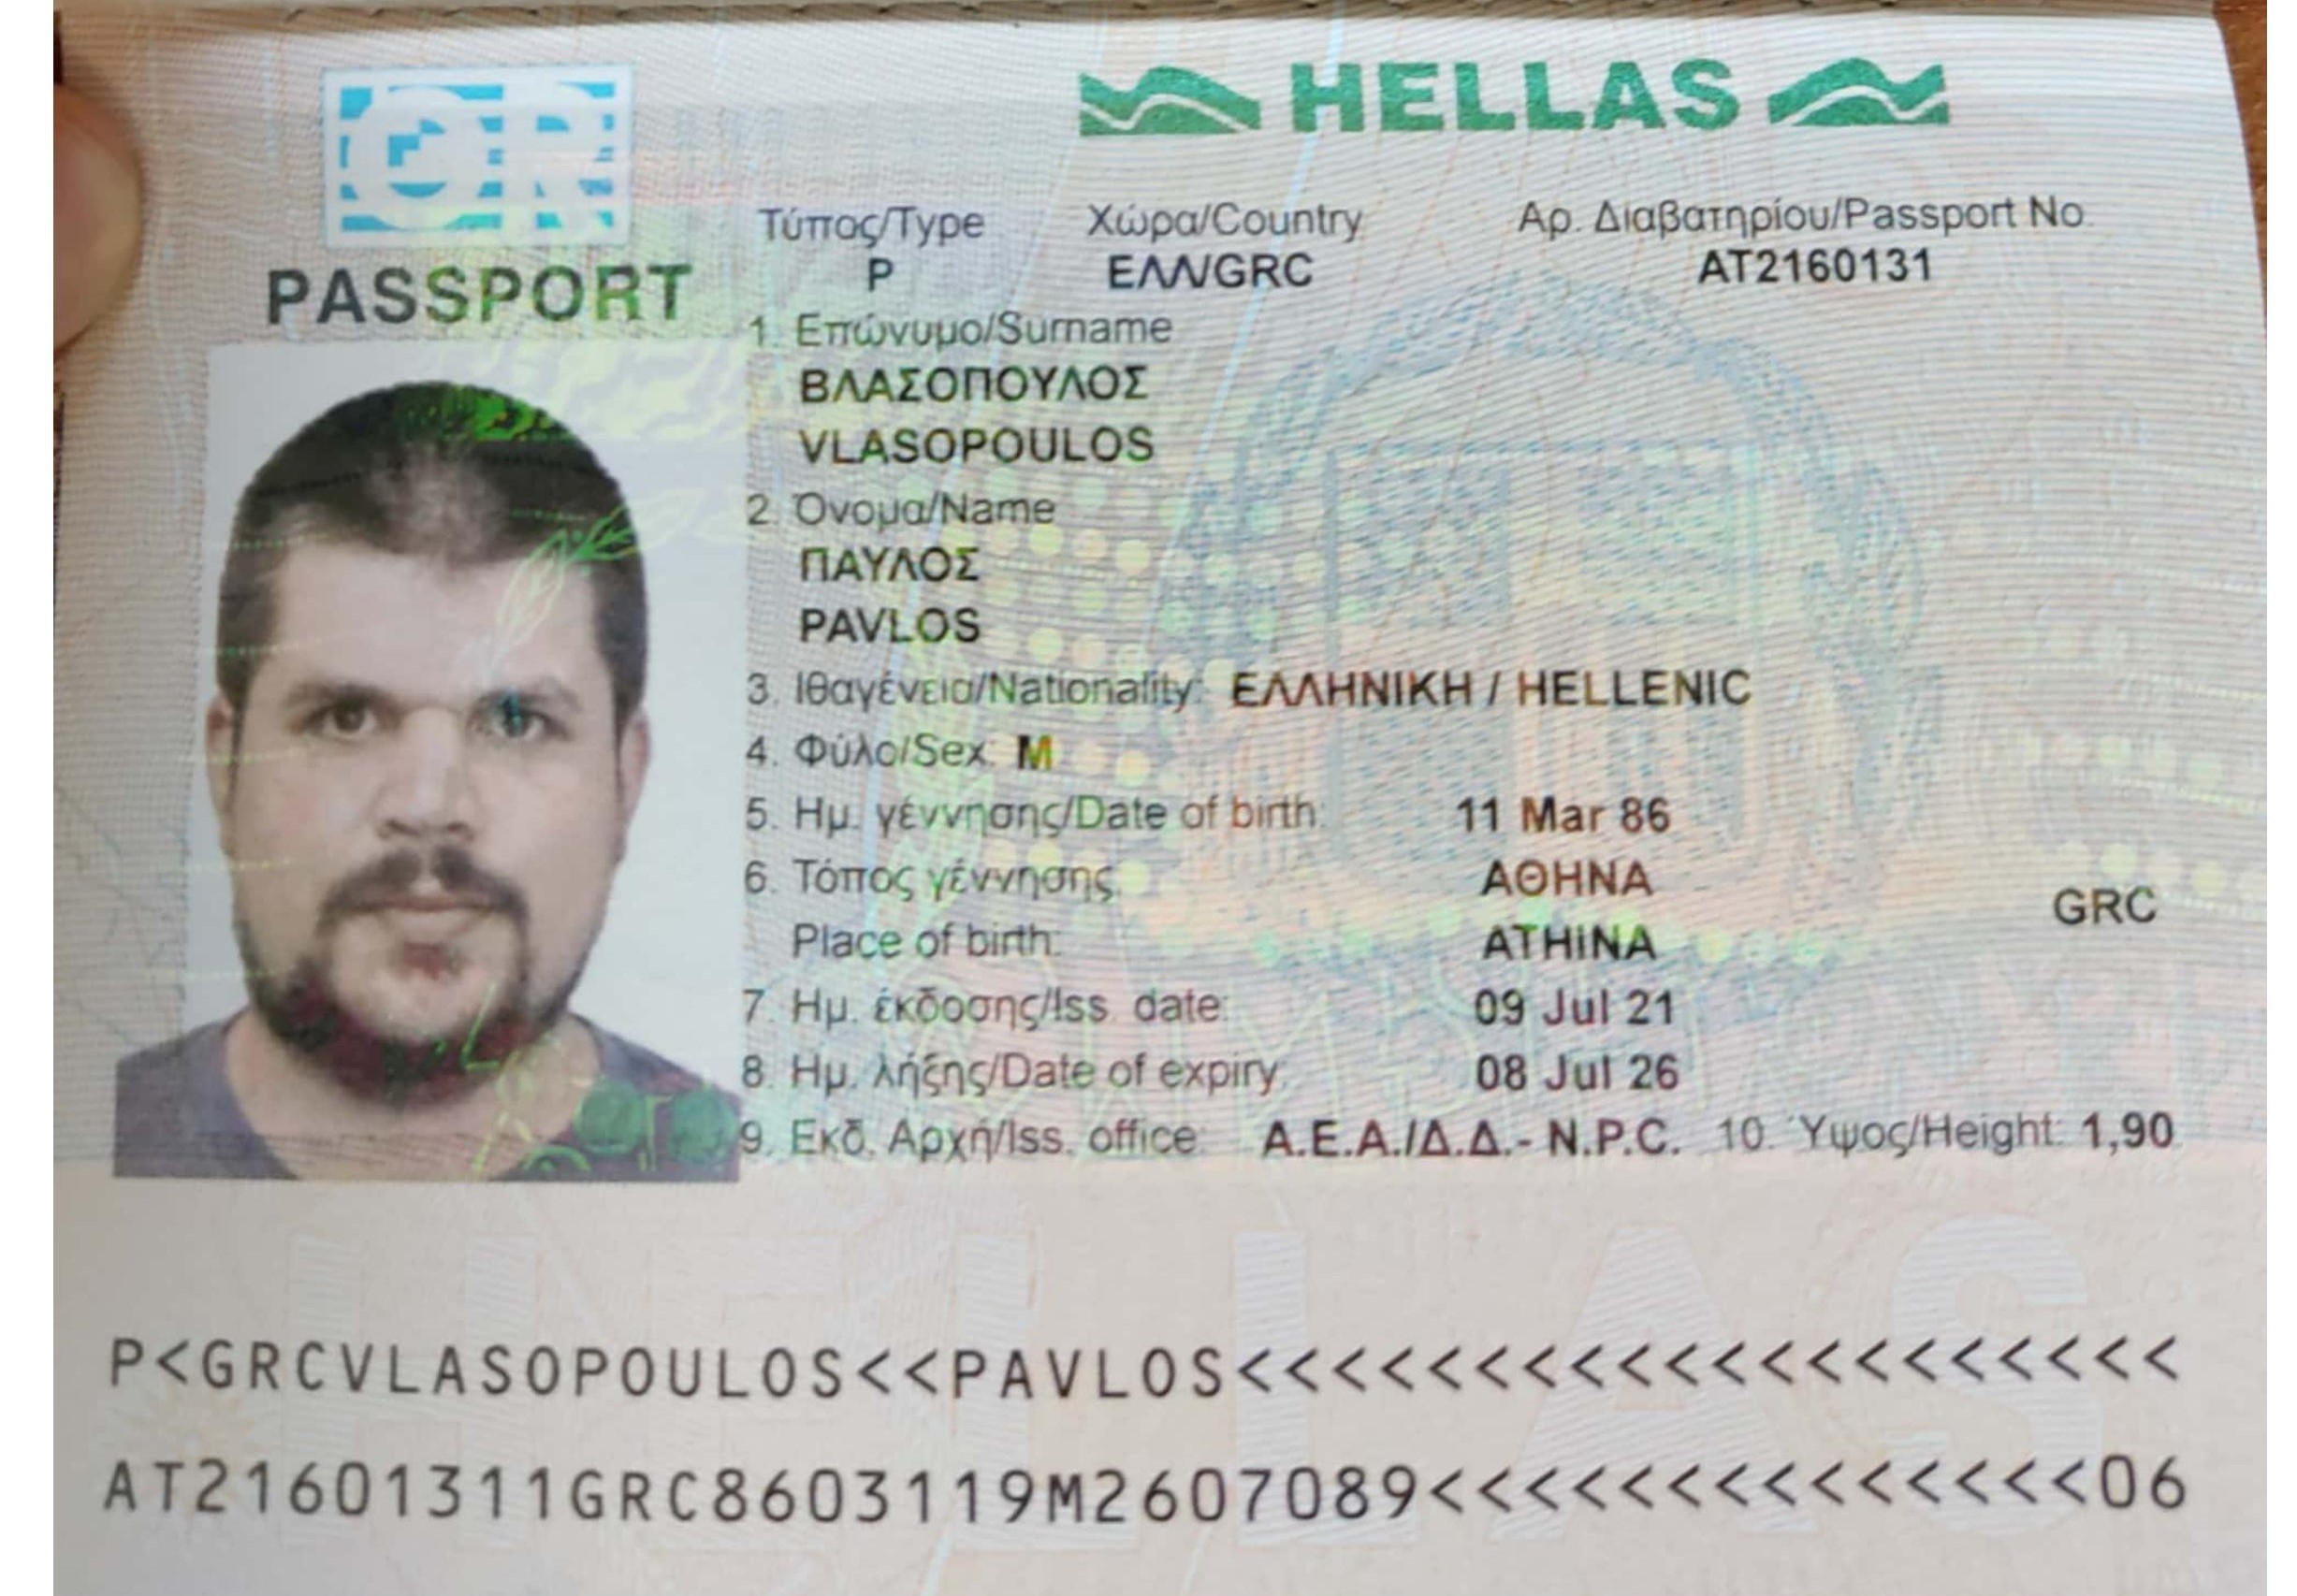 GR
HELLAS
PASSPORT
Τύπος/Type Χώρα/Country Αρ. Διαβατηρίου/Passport No.
P ΕΛΛ/GRC AT2160131
1. Επώνυμο/Surname
ΒΛΑΣΟΠΟΥΛΟΣ
VLASOPOULOS
2. Όνομα/Name
ΠΑΥΛΟΣ
PAVLOS
3. Ιθαγένεια/Nationality: ΕΛΛΗΝΙΚΗ / HELLENIC
4. Φύλο/Sex: M
5. Ημ. γέννησης/Date of birth: 11 Mar 86
6. Τόπος γέννησης: ΑΘΗΝΑ
Place of birth: ATHINA GRC
7. Ημ. έκδοσης/Iss. date: 09 Jul 21
8. Ημ. λήξης/Date of expiry: 08 Jul 26
9. Εκδ. Αρχή/Iss. office: Α.Ε.Α./Δ.Δ.- N.P.C. 10. Ύψος/Height: 1,90
P<GRCVLASOPOULOS<<PAVLOS<<<<<<<<<<<<<<<<<<<<
AT21601311GRC8603119M2607089<<<<<<<<<<<<<<06
HELLAS